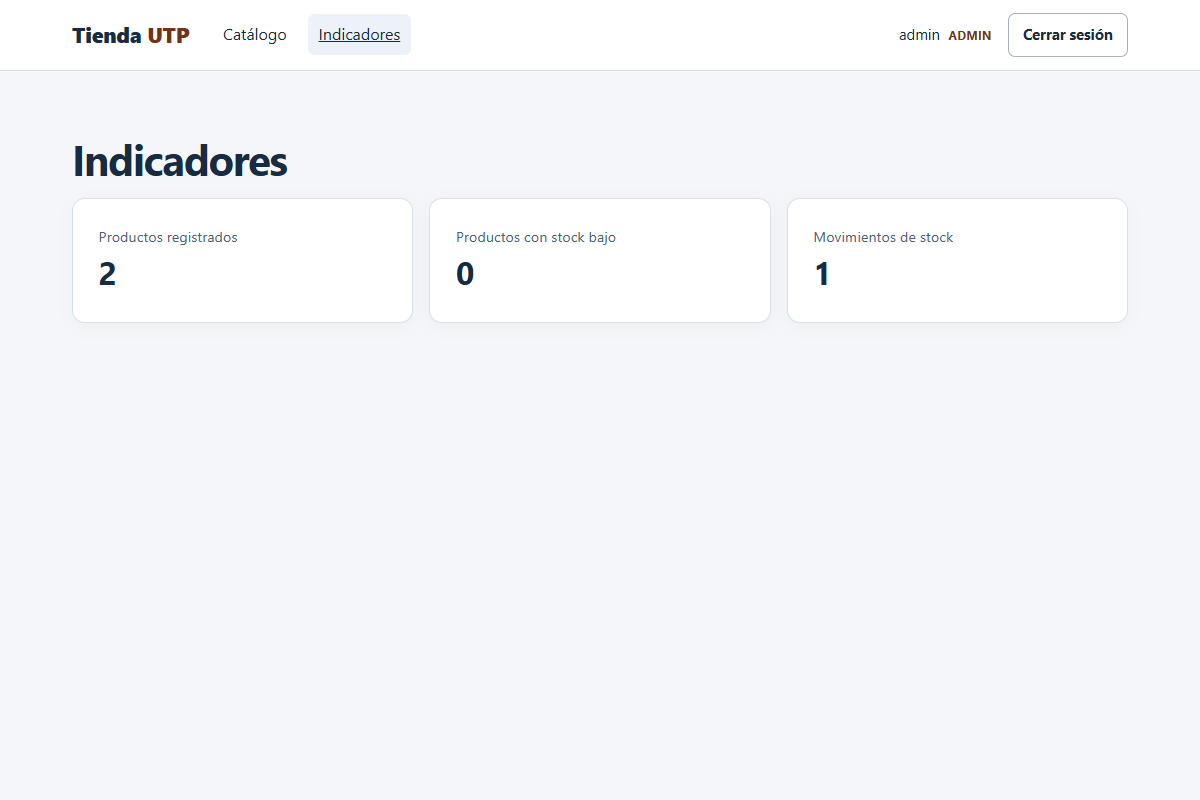 Tienda UTP Catálogo Indicadores admin ADMIN Cerrar sesión
Indicadores
Productos registrados
2
Productos con stock bajo
0
Movimientos de stock
1